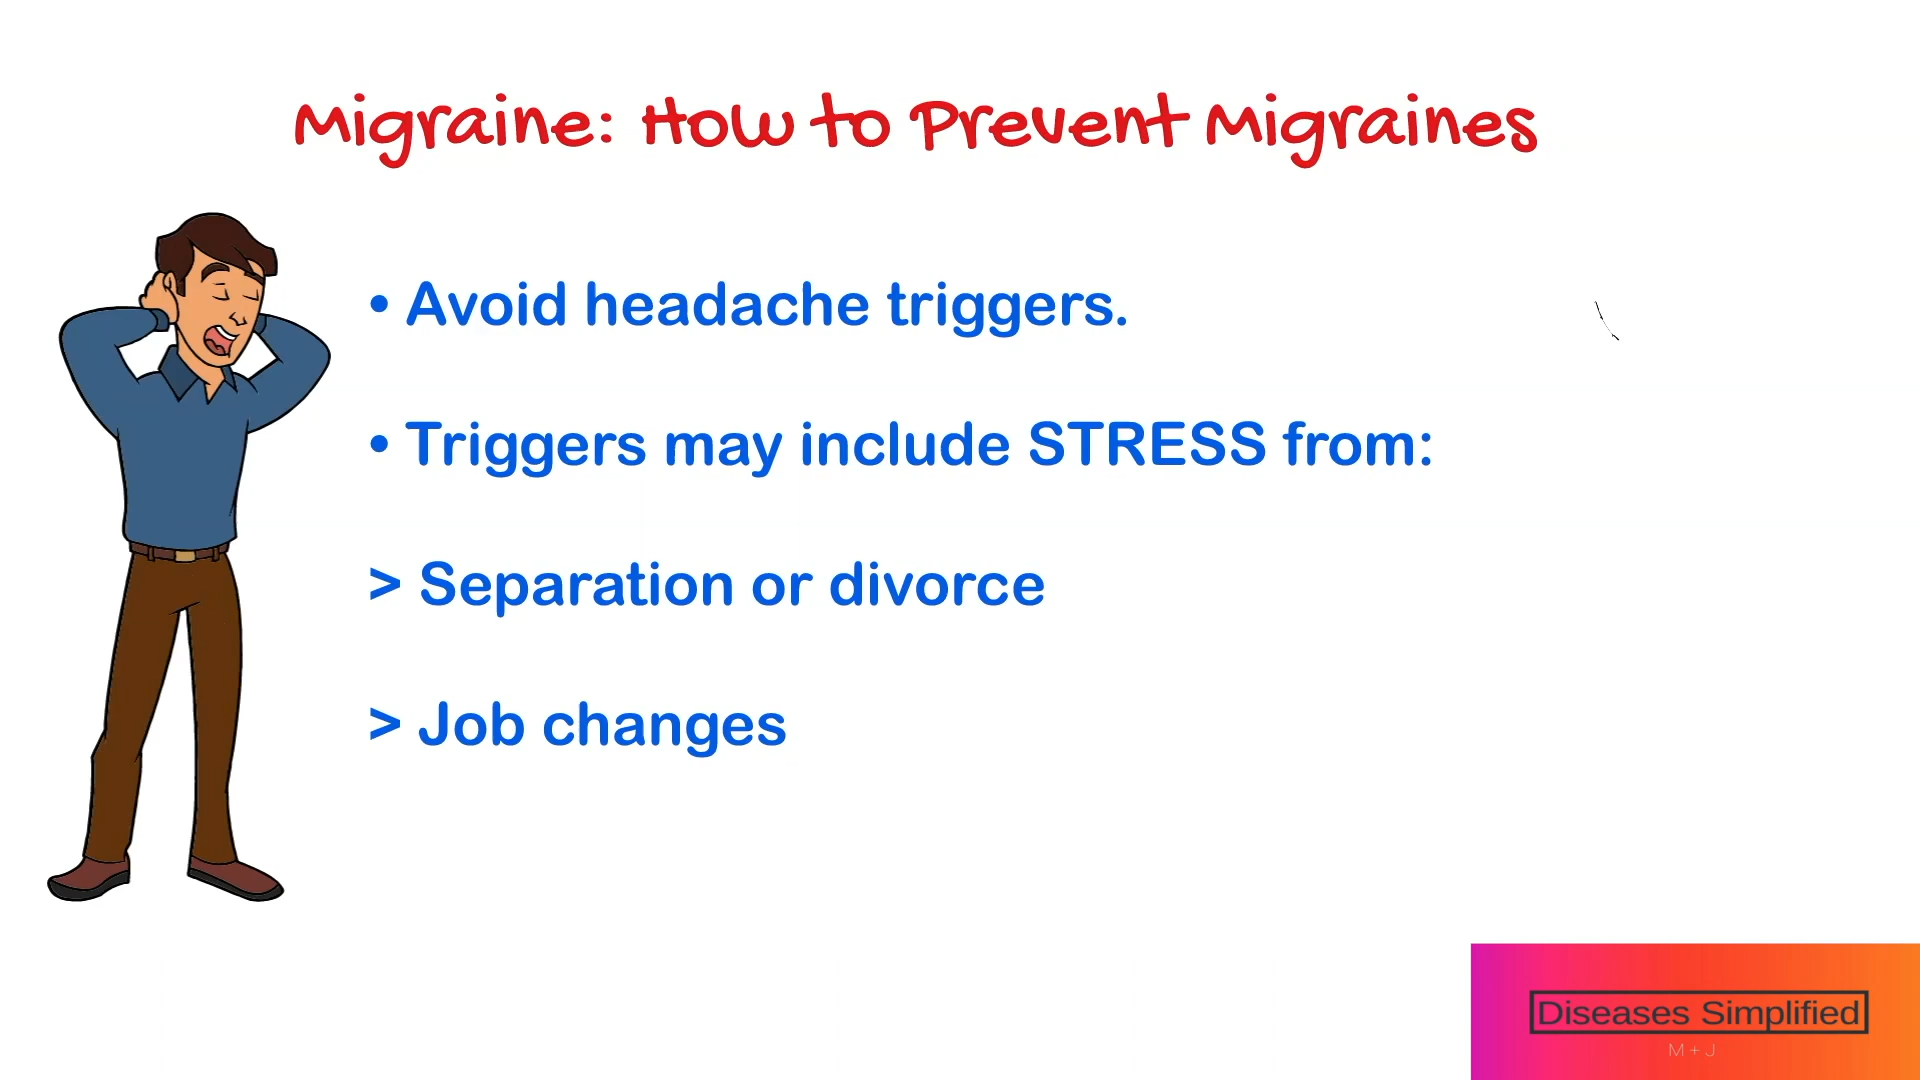 Migraine: How to Prevent Migraines
• Avoid headache triggers.
• Triggers may include STRESS from:
> Separation or divorce
> Job changes
Diseases Simplified
M + J